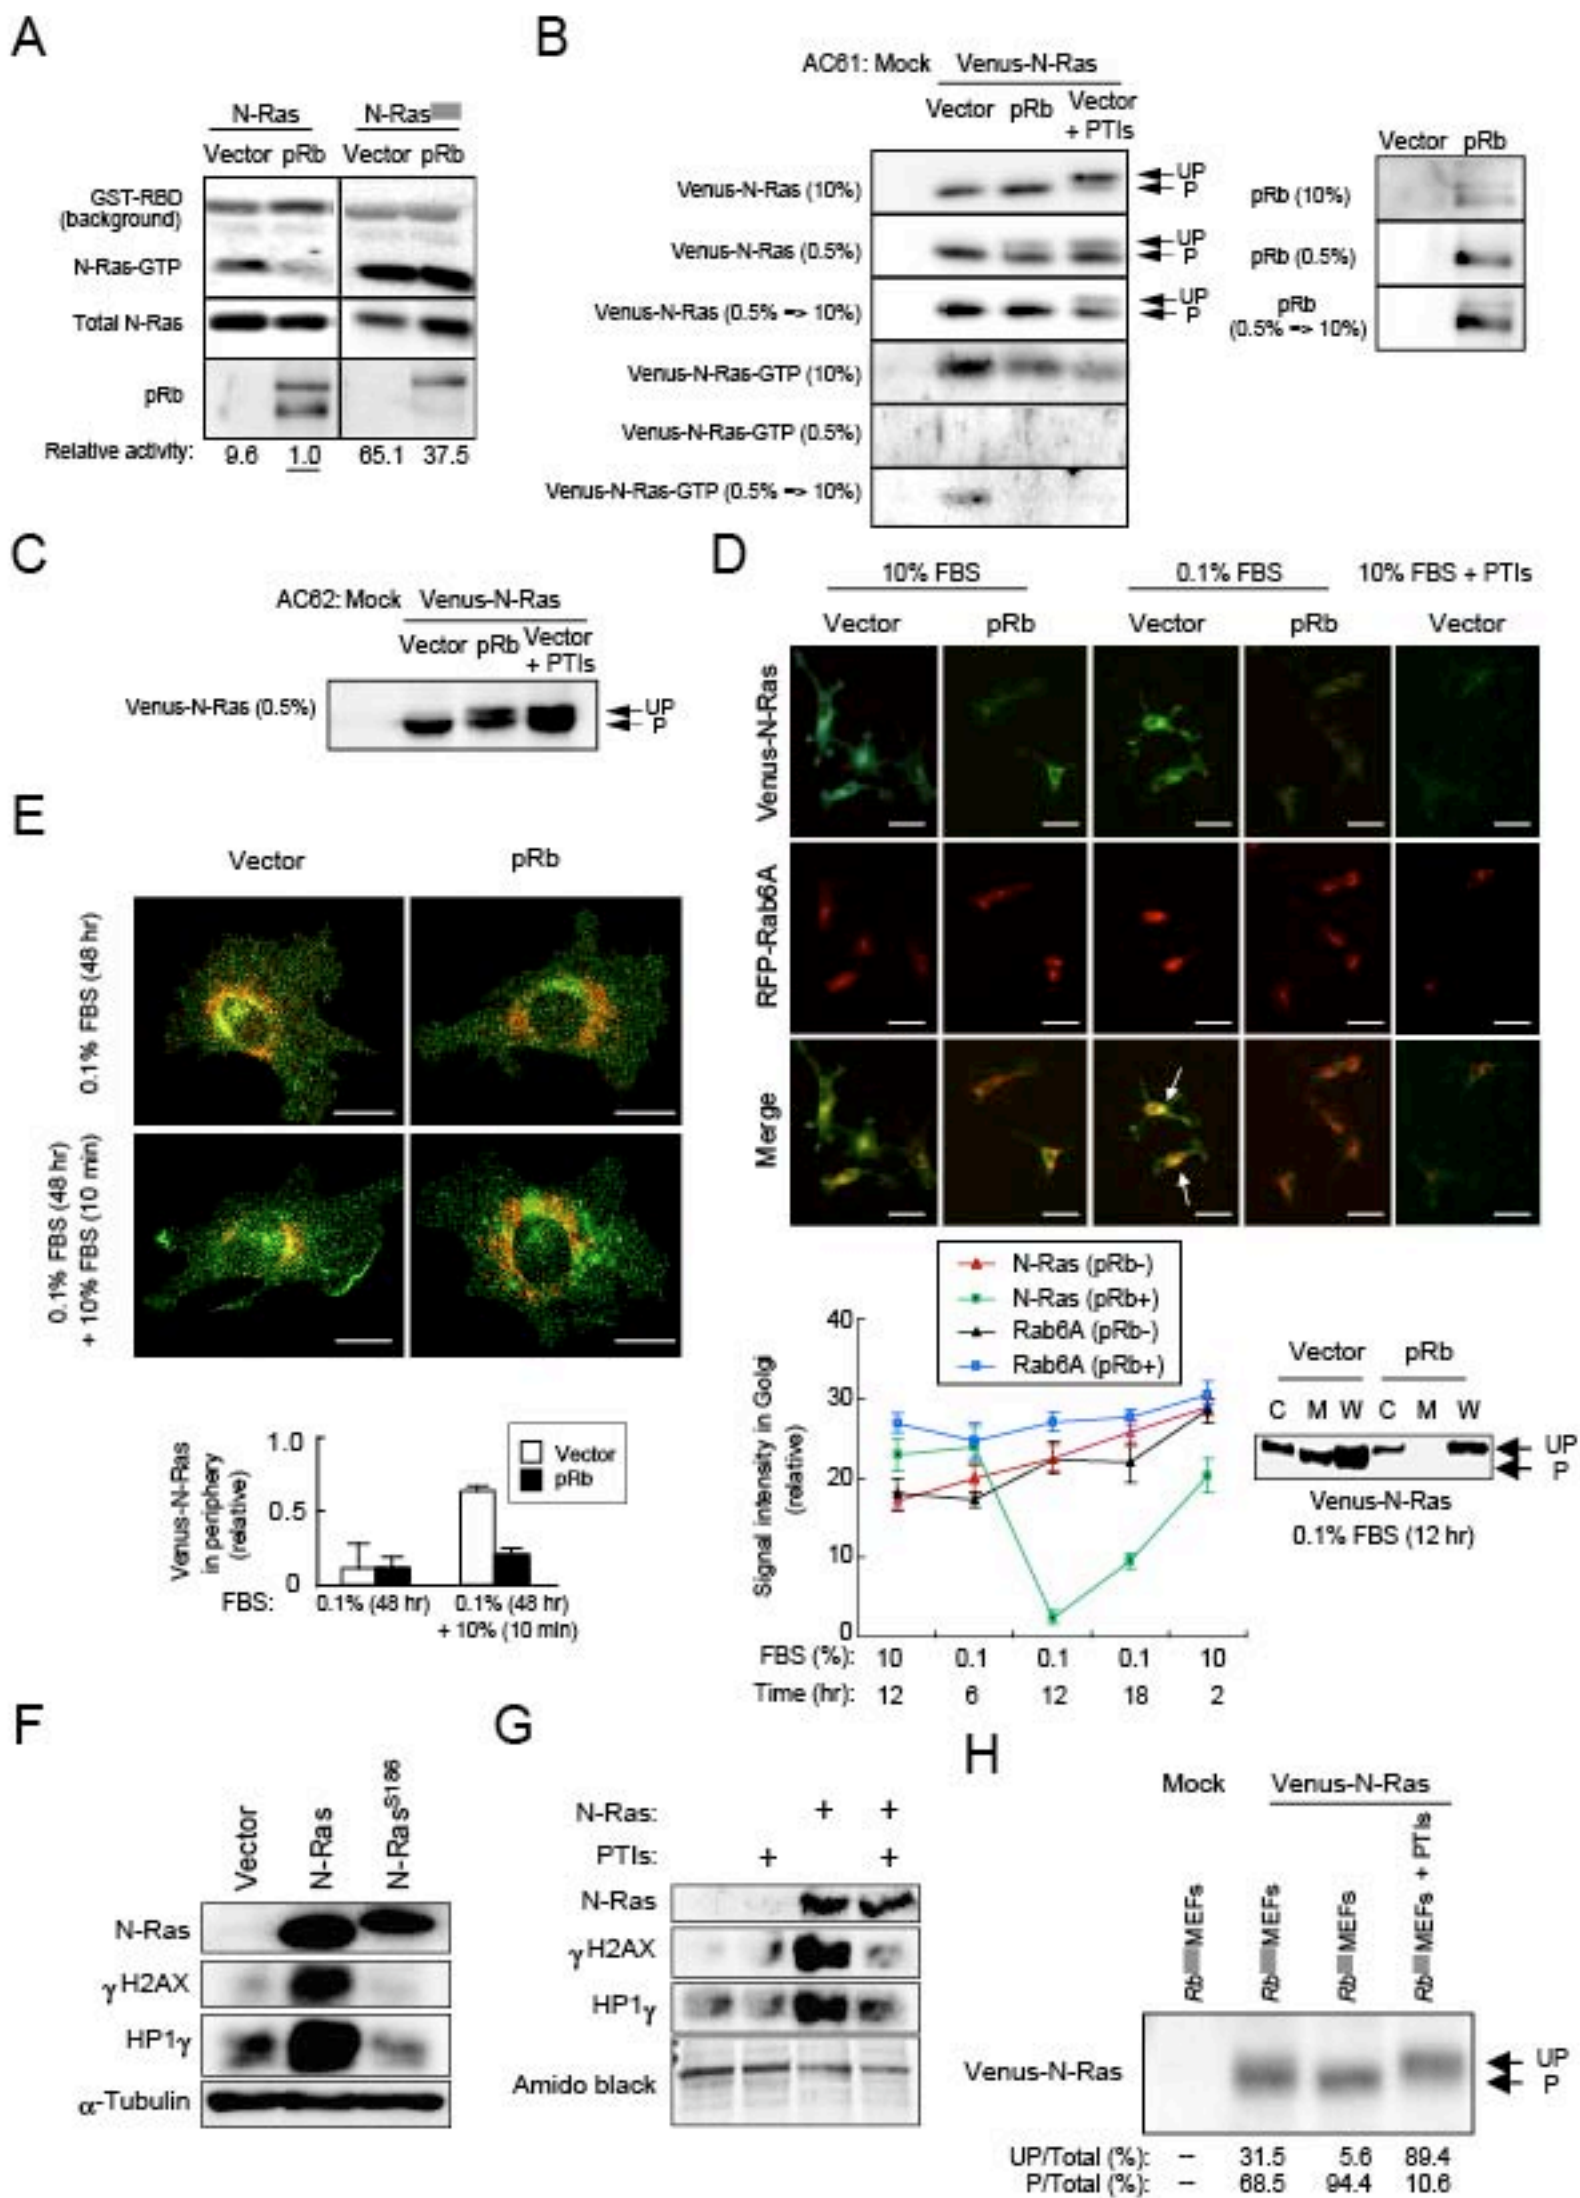 A
N-Ras N-Ras
Vector pRb Vector pRb
GST-RBD
(background)
N-Ras-GTP
Total N-Ras
pRb
Relative activity: 9.6 1.0 65.1 37.5
B
AC61: Mock Venus-N-Ras
Vector pRb Vector
+ PTIs
Venus-N-Ras (10%) UP
P
Venus-N-Ras (0.5%) UP
P
Venus-N-Ras (0.5% => 10%) UP
P
Venus-N-Ras-GTP (10%)
Venus-N-Ras-GTP (0.5%)
Venus-N-Ras-GTP (0.5% => 10%)
Vector pRb
pRb (10%)
pRb (0.5%)
pRb
(0.5% => 10%)
C
AC62: Mock Venus-N-Ras
Vector pRb Vector
+ PTIs
Venus-N-Ras (0.5%) UP
P
D
10% FBS 0.1% FBS 10% FBS + PTIs
Vector pRb Vector pRb Vector
Venus-N-Ras
RFP-Rab6A
Merge
N-Ras (pRb-)
N-Ras (pRb+)
Rab6A (pRb-)
Rab6A (pRb+)
Signal intensity in Golgi
(relative)
40
30
20
10
0
FBS (%): 10 0.1 0.1 0.1 10
Time (hr): 12 6 12 18 2
Vector pRb
C M W C M W
UP
P
Venus-N-Ras
0.1% FBS (12 hr)
E
Vector pRb
0.1% FBS (48 hr)
0.1% FBS (48 hr)
+ 10% FBS (10 min)
Venus-N-Ras
in periphery
(relative)
1.0
0.5
0
Vector
pRb
FBS: 0.1% (48 hr) 0.1% (48 hr)
+ 10% (10 min)
F
Vector
N-Ras
N-RasS186
N-Ras
γH2AX
HP1γ
α-Tubulin
G
N-Ras: + +
PTIs: + +
N-Ras
γH2AX
HP1γ
Amido black
H
Mock Venus-N-Ras
Rb MEFs
Rb MEFs
Rb MEFs
Rb MEFs + PTIs
Venus-N-Ras UP
P
UP/Total (%): – 31.5 5.6 89.4
P/Total (%): – 68.5 94.4 10.6